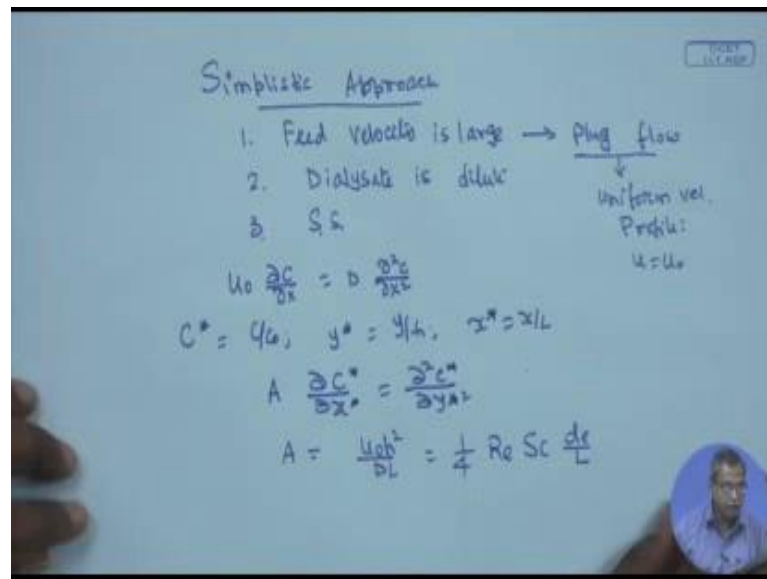 Simplistic Approach
1. Feed velocity is large → Plug flow
2. Dialysate is dilute
3. S.S.
↓
Uniform vel.
Profile:
u = u₀
u₀ ∂C/∂x = D ∂²C/∂x²
C* = C/C₀, y* = y/h, x* = x/L
A ∂C*/∂x* = ∂²C*/∂y*²
A = u₀h²/DL = 1/4 Re Sc de/L